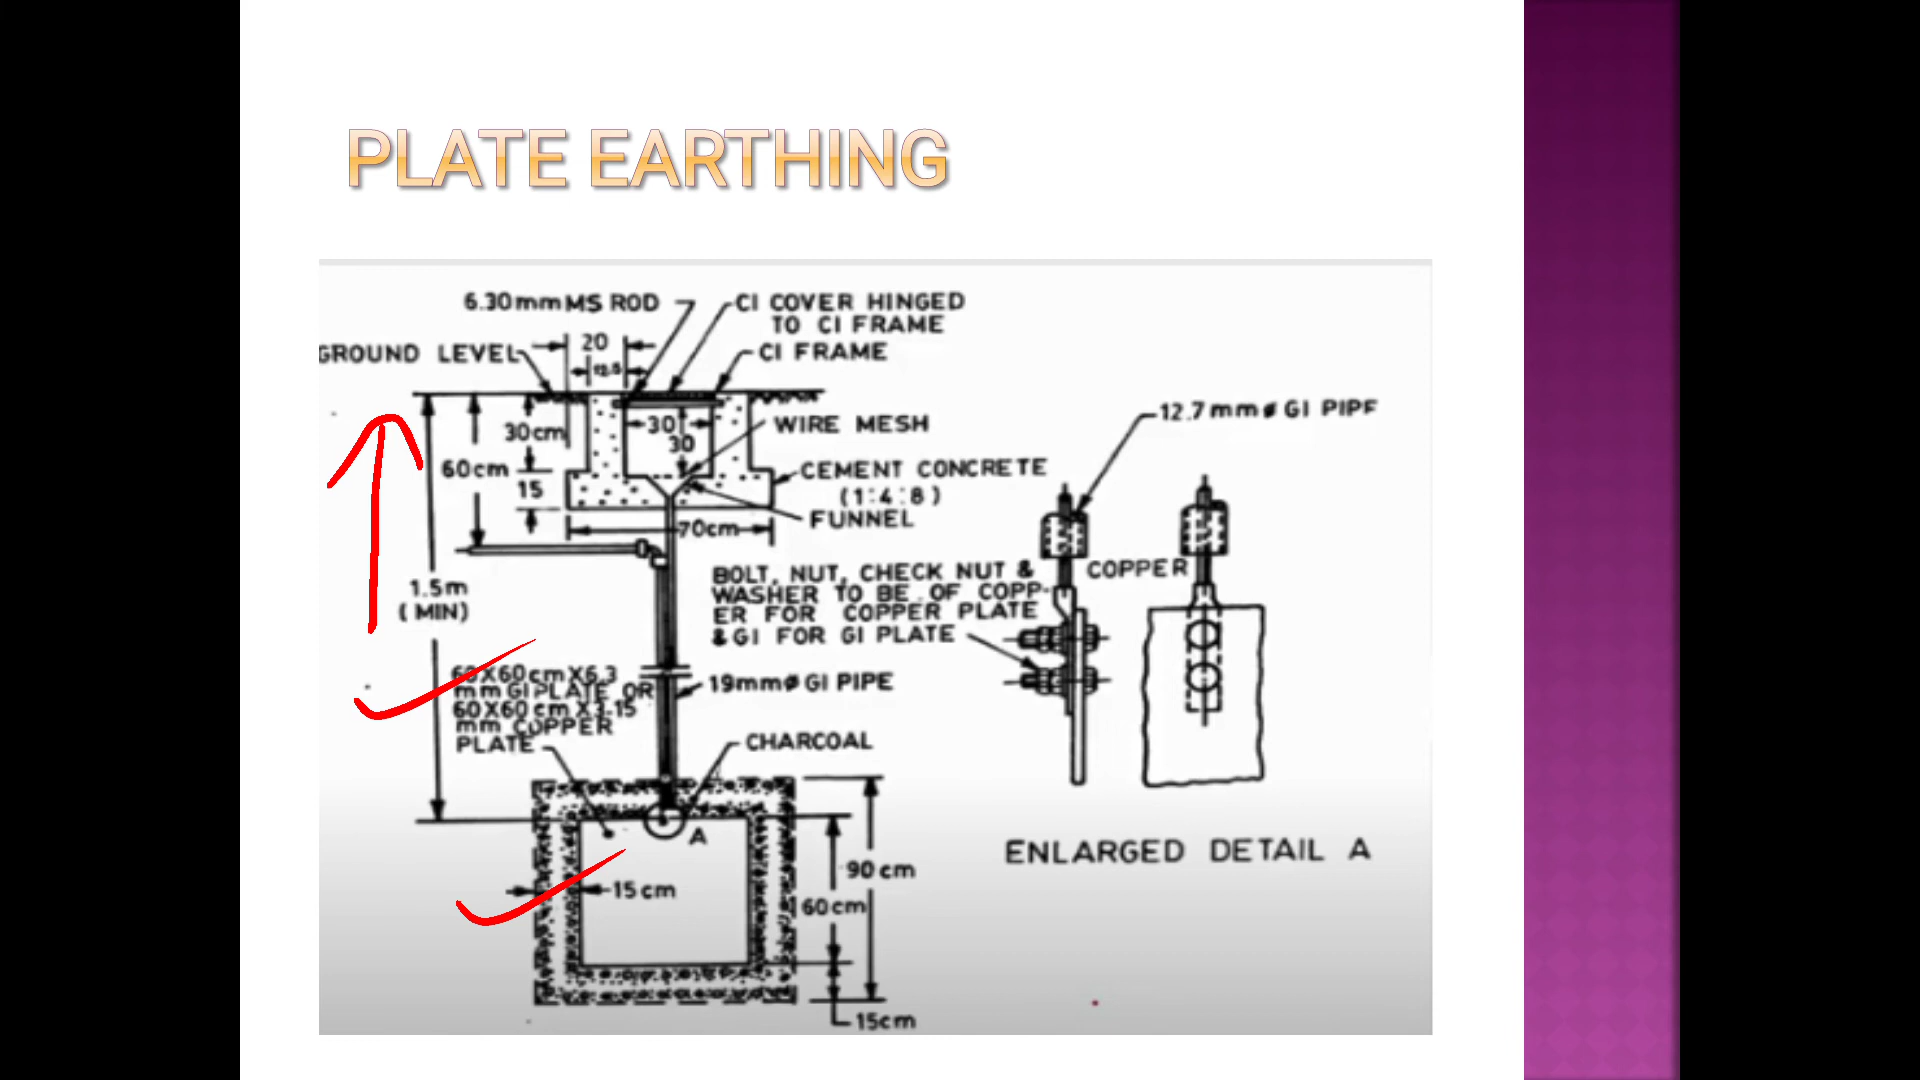 PLATE EARTHING
6.30mm MS ROD
CI COVER HINGED
TO CI FRAME
20
GROUND LEVEL
CI FRAME
12.5
12.7mmø GI PIPE
30
WIRE MESH
30cm
30
60cm
CEMENT CONCRETE
15
(1:4:8)
FUNNEL
70cm
BOLT, NUT, CHECK NUT &
COPPER
WASHER TO BE OF COPP-
1.5m
ER FOR COPPER PLATE
(MIN)
& GI FOR GI PLATE
60X60cm X6.3
19mmø GI PIPE
mm GI PLATE OR
60X60cm X3.15
mm COPPER
PLATE
CHARCOAL
A
ENLARGED DETAIL A
90cm
15cm
60cm
15cm